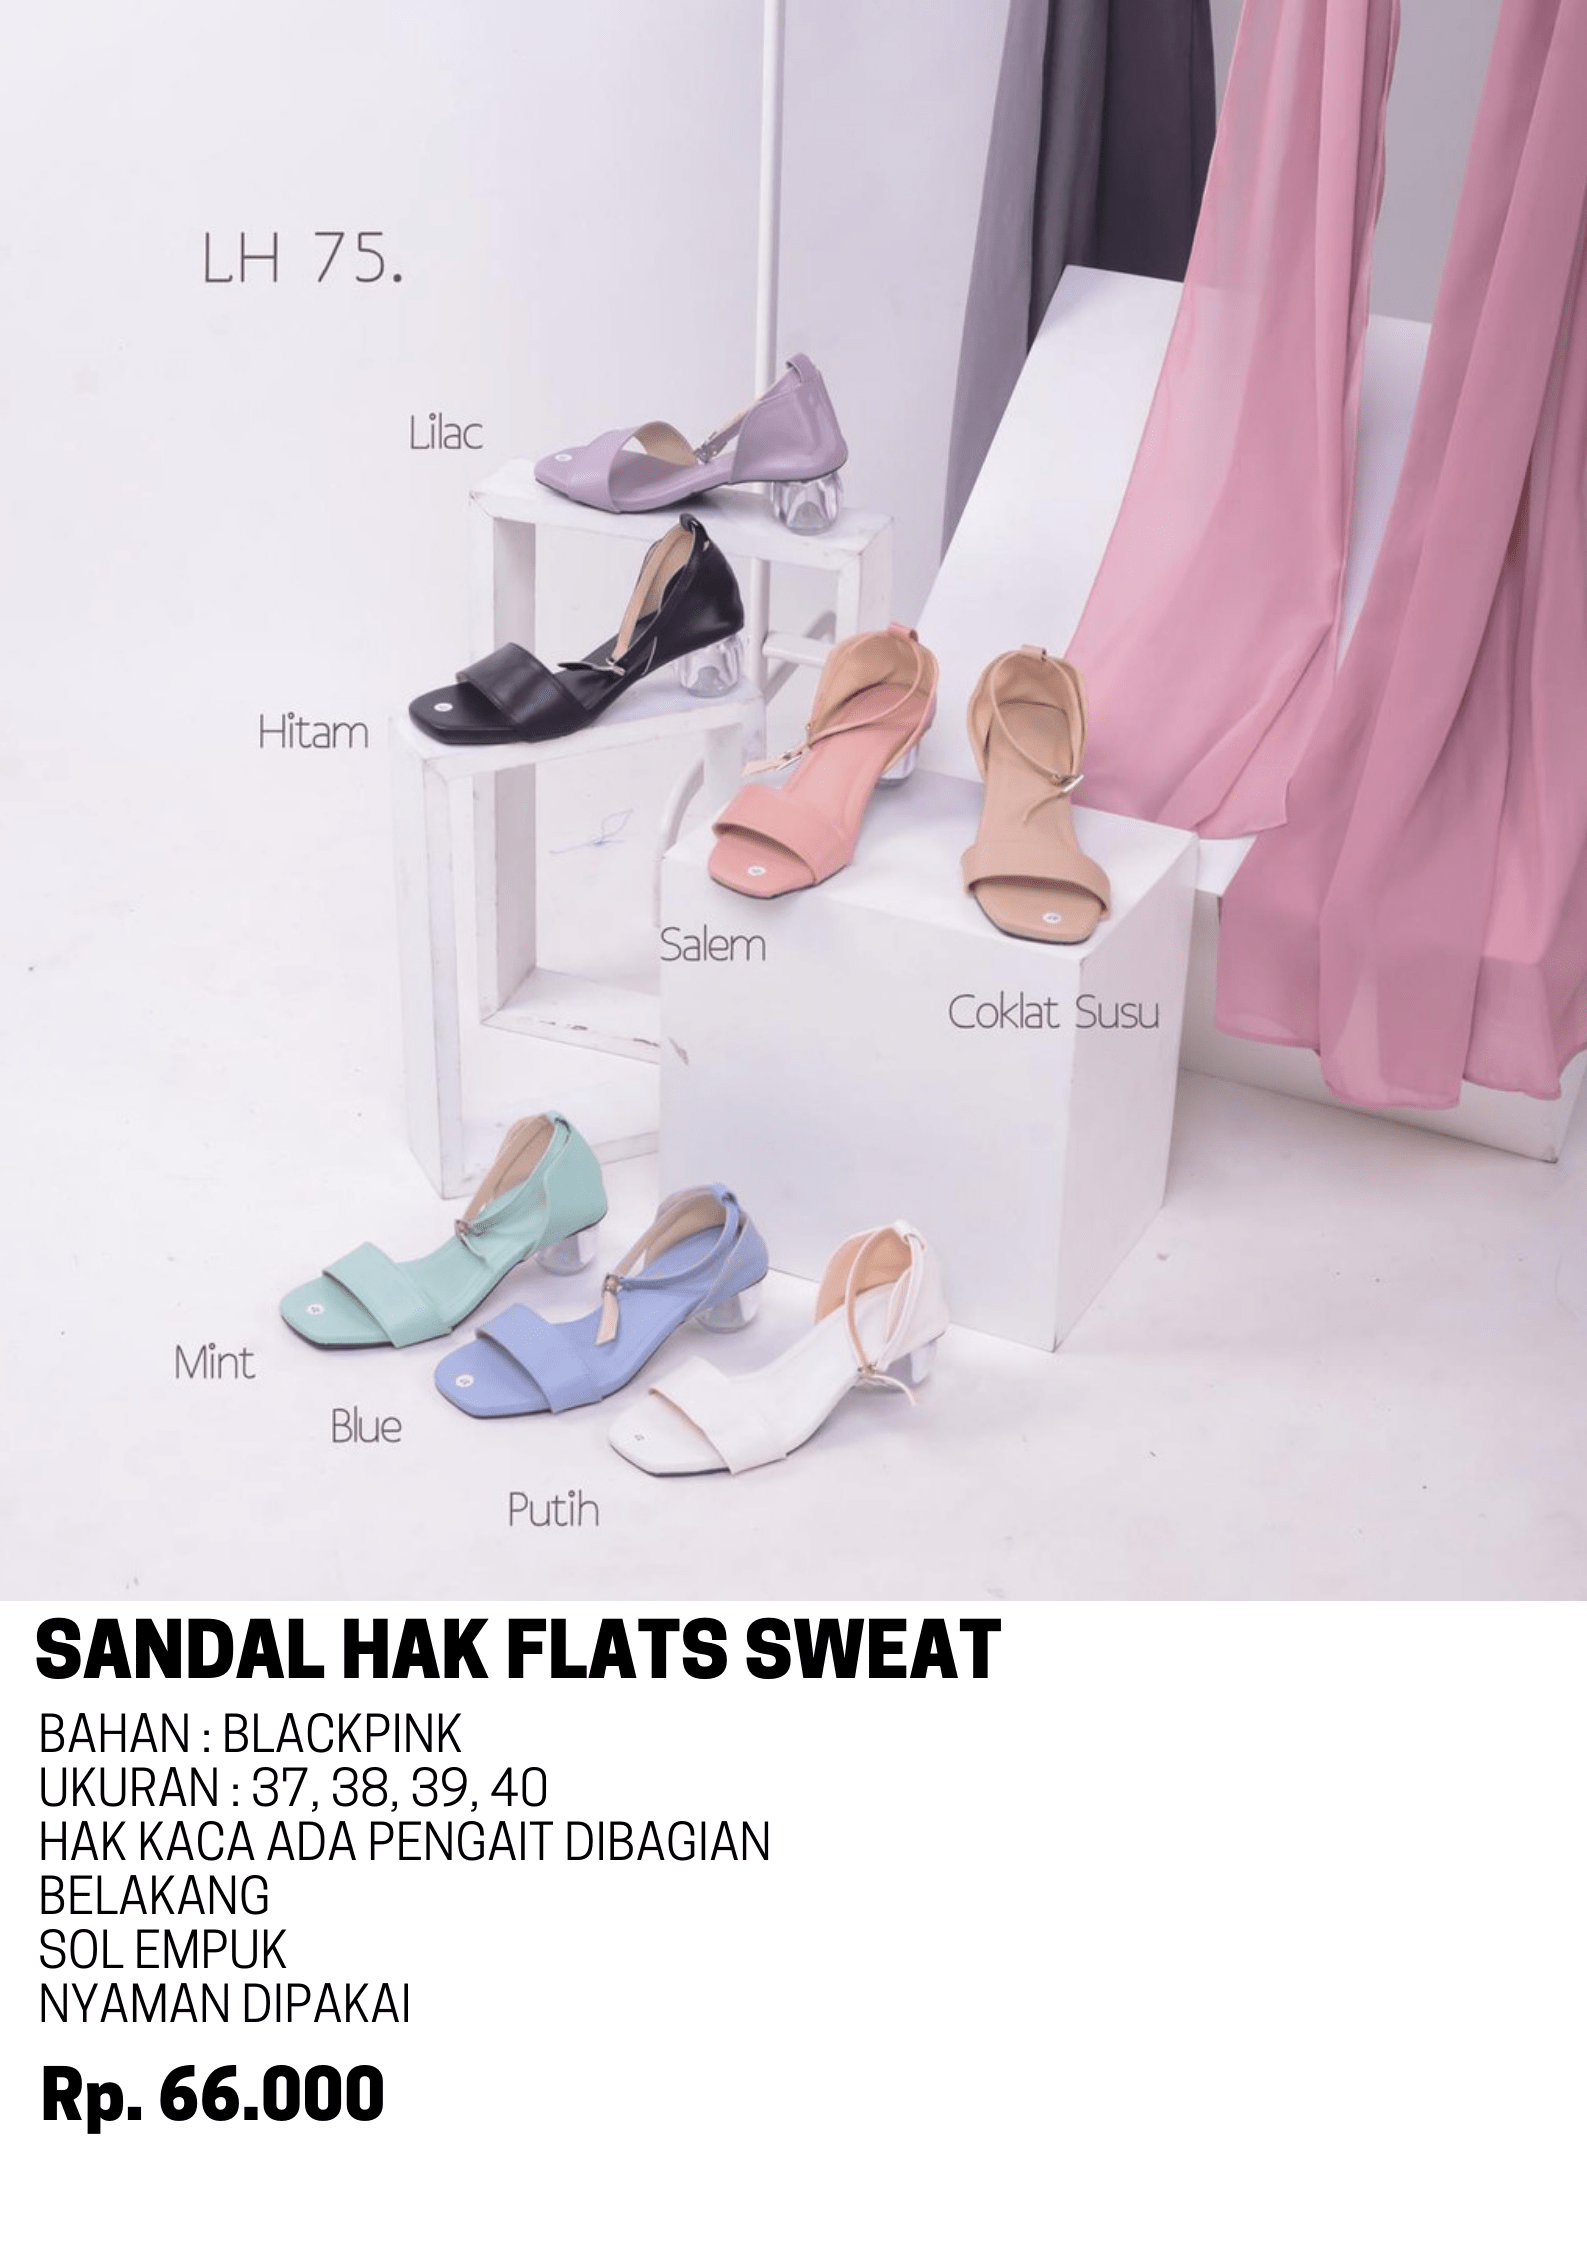 LH 75.
Lilac
Hitam
Salem
Coklat Susu
Mint
Blue
Putih
SANDAL HAK FLATS SWEAT
BAHAN : BLACKPINK
UKURAN : 37, 38, 39, 40
HAK KACA ADA PENGAIT DIBAGIAN
BELAKANG
SOL EMPUK
NYAMAN DIPAKAI
Rp. 66.000